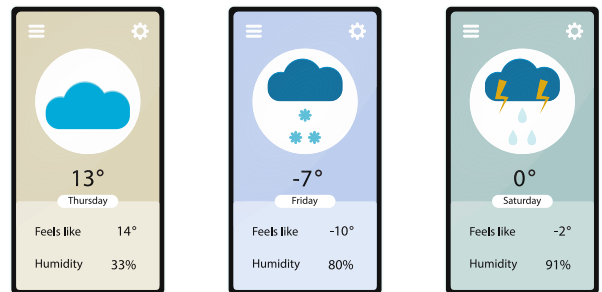 13°
Thursday
Feels like 14°
Humidity 33%
-7°
Friday
Feels like -10°
Humidity 80%
0°
Saturday
Feels like -2°
Humidity 91%